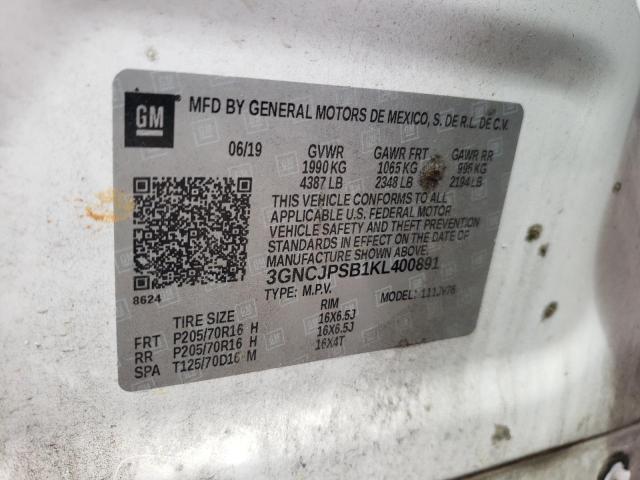 GM
MFD BY GENERAL MOTORS DE MEXICO, S. DE R.L. DE C.V.
06/19 GVWR GAWR FRT GAWR RR
1990 KG 1065 KG 995 KG
4387 LB 2348 LB 2194 LB
THIS VEHICLE CONFORMS TO ALL
APPLICABLE U.S. FEDERAL MOTOR
VEHICLE SAFETY AND THEFT PREVENTION
STANDARDS IN EFFECT ON THE DATE OF
MANUFACTURE SHOWN ABOVE.
3GNCJPSB1KL400891
8624
TYPE: M.P.V. MODEL: 111JV76
TIRE SIZE RIM
FRT P205/70R16 H 16X6.5J
RR P205/70R16 H 16X6.5J
SPA T125/70D16 M 16X4T